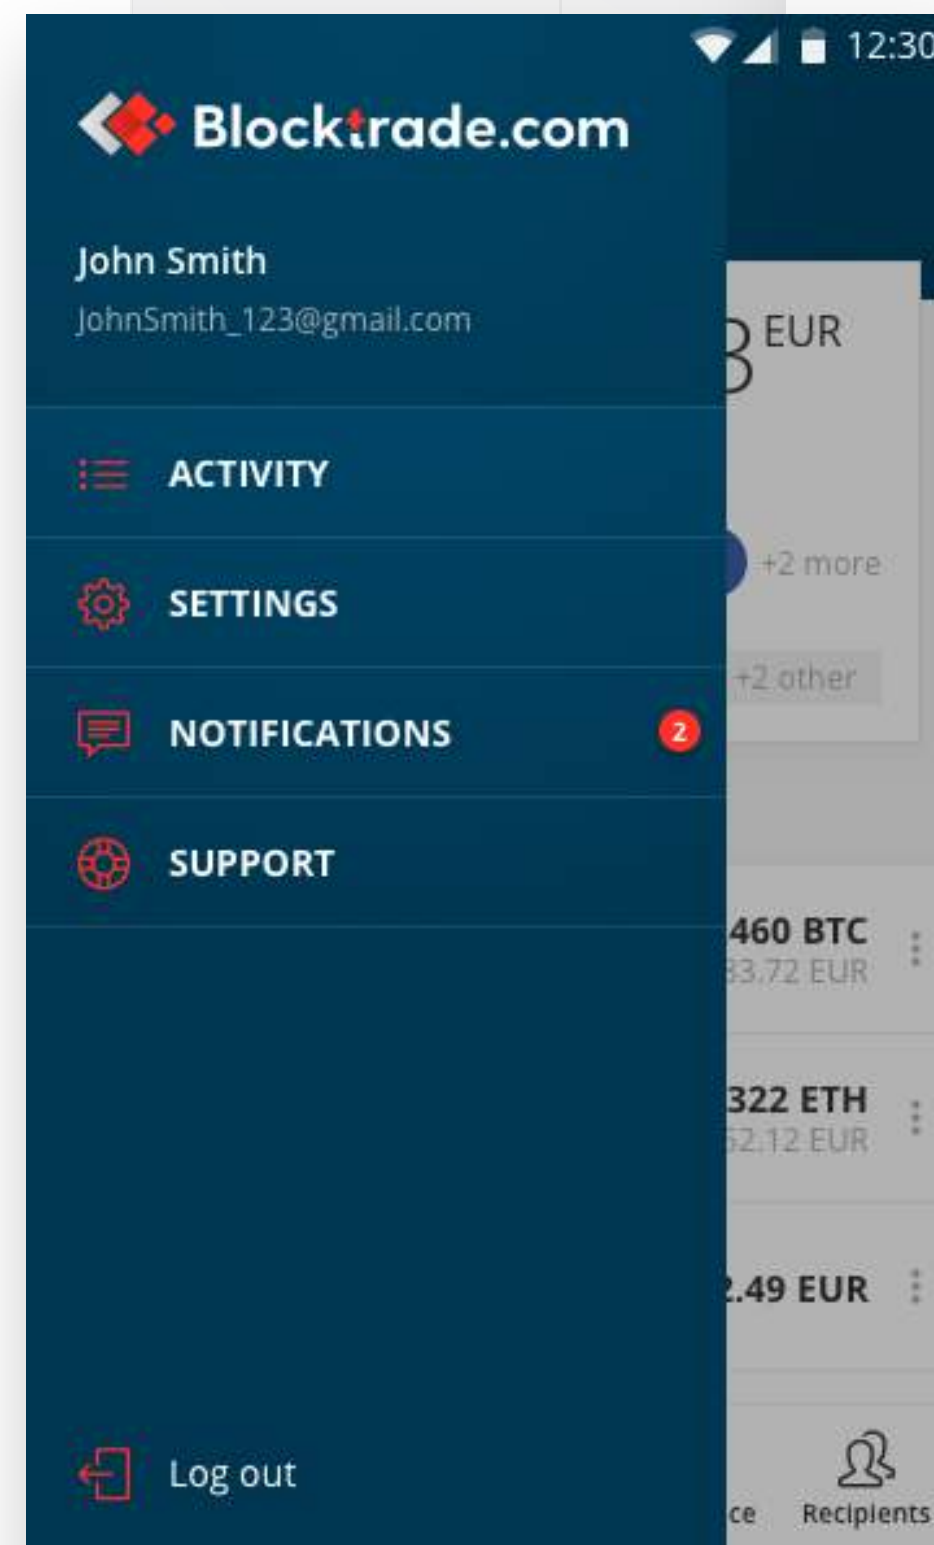 12:30
Blocktrade.com
John Smith
JohnSmith_123@gmail.com
EUR
ACTIVITY
+2 more
SETTINGS
+2 other
NOTIFICATIONS 2
SUPPORT
460 BTC
33.72 EUR
322 ETH
52.12 EUR
2.49 EUR
Log out
ce Recipients